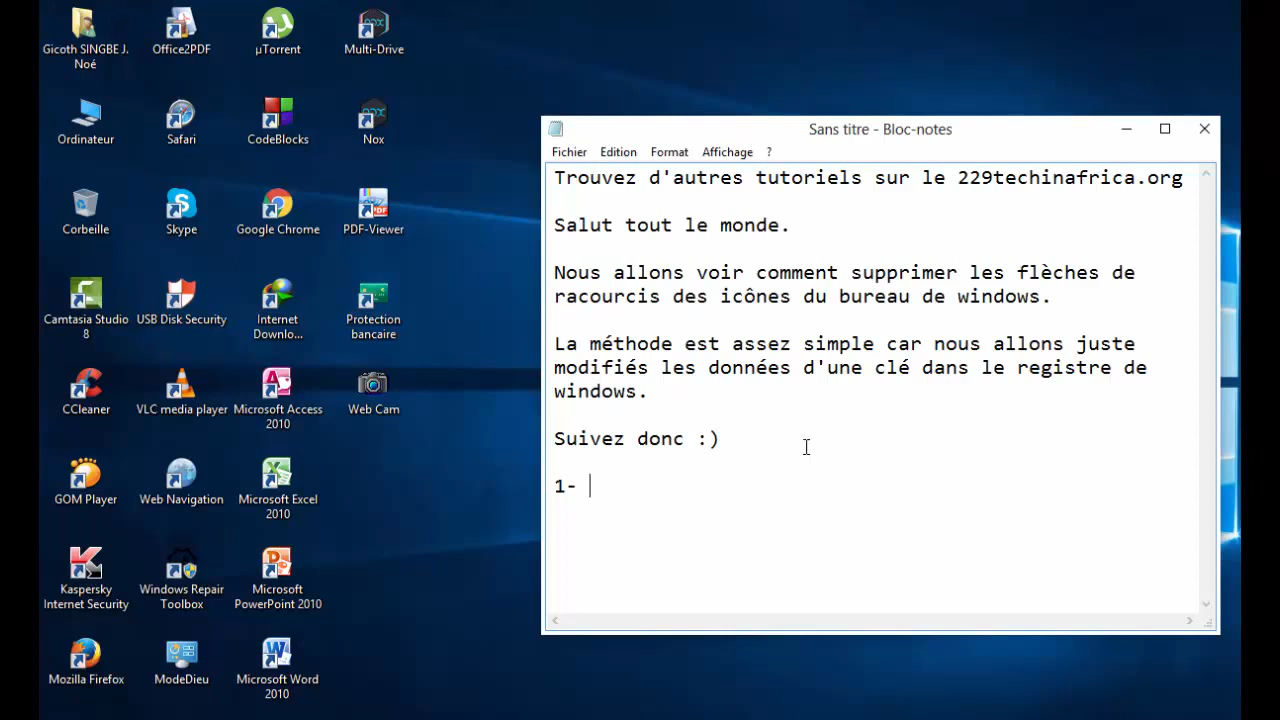 Gicoth SINGBE J.
Noé
Office2PDF
µTorrent
Multi-Drive
Ordinateur
Safari
CodeBlocks
Nox
Corbeille
Skype
Google Chrome
PDF-Viewer
Camtasia Studio
8
USB Disk Security
Internet
Downlo...
Protection
bancaire
CCleaner
VLC media player
Microsoft Access
2010
Web Cam
GOM Player
Web Navigation
Microsoft Excel
2010
Kaspersky
Internet Security
Windows Repair
Toolbox
Microsoft
PowerPoint 2010
Mozilla Firefox
ModeDieu
Microsoft Word
2010
Sans titre - Bloc-notes
Fichier Edition Format Affichage ?
Trouvez d'autres tutoriels sur le 229techinafrica.org
Salut tout le monde.
Nous allons voir comment supprimer les flèches de
racourcis des icônes du bureau de windows.
La méthode est assez simple car nous allons juste
modifiés les données d'une clé dans le registre de
windows.
Suivez donc :)
1-